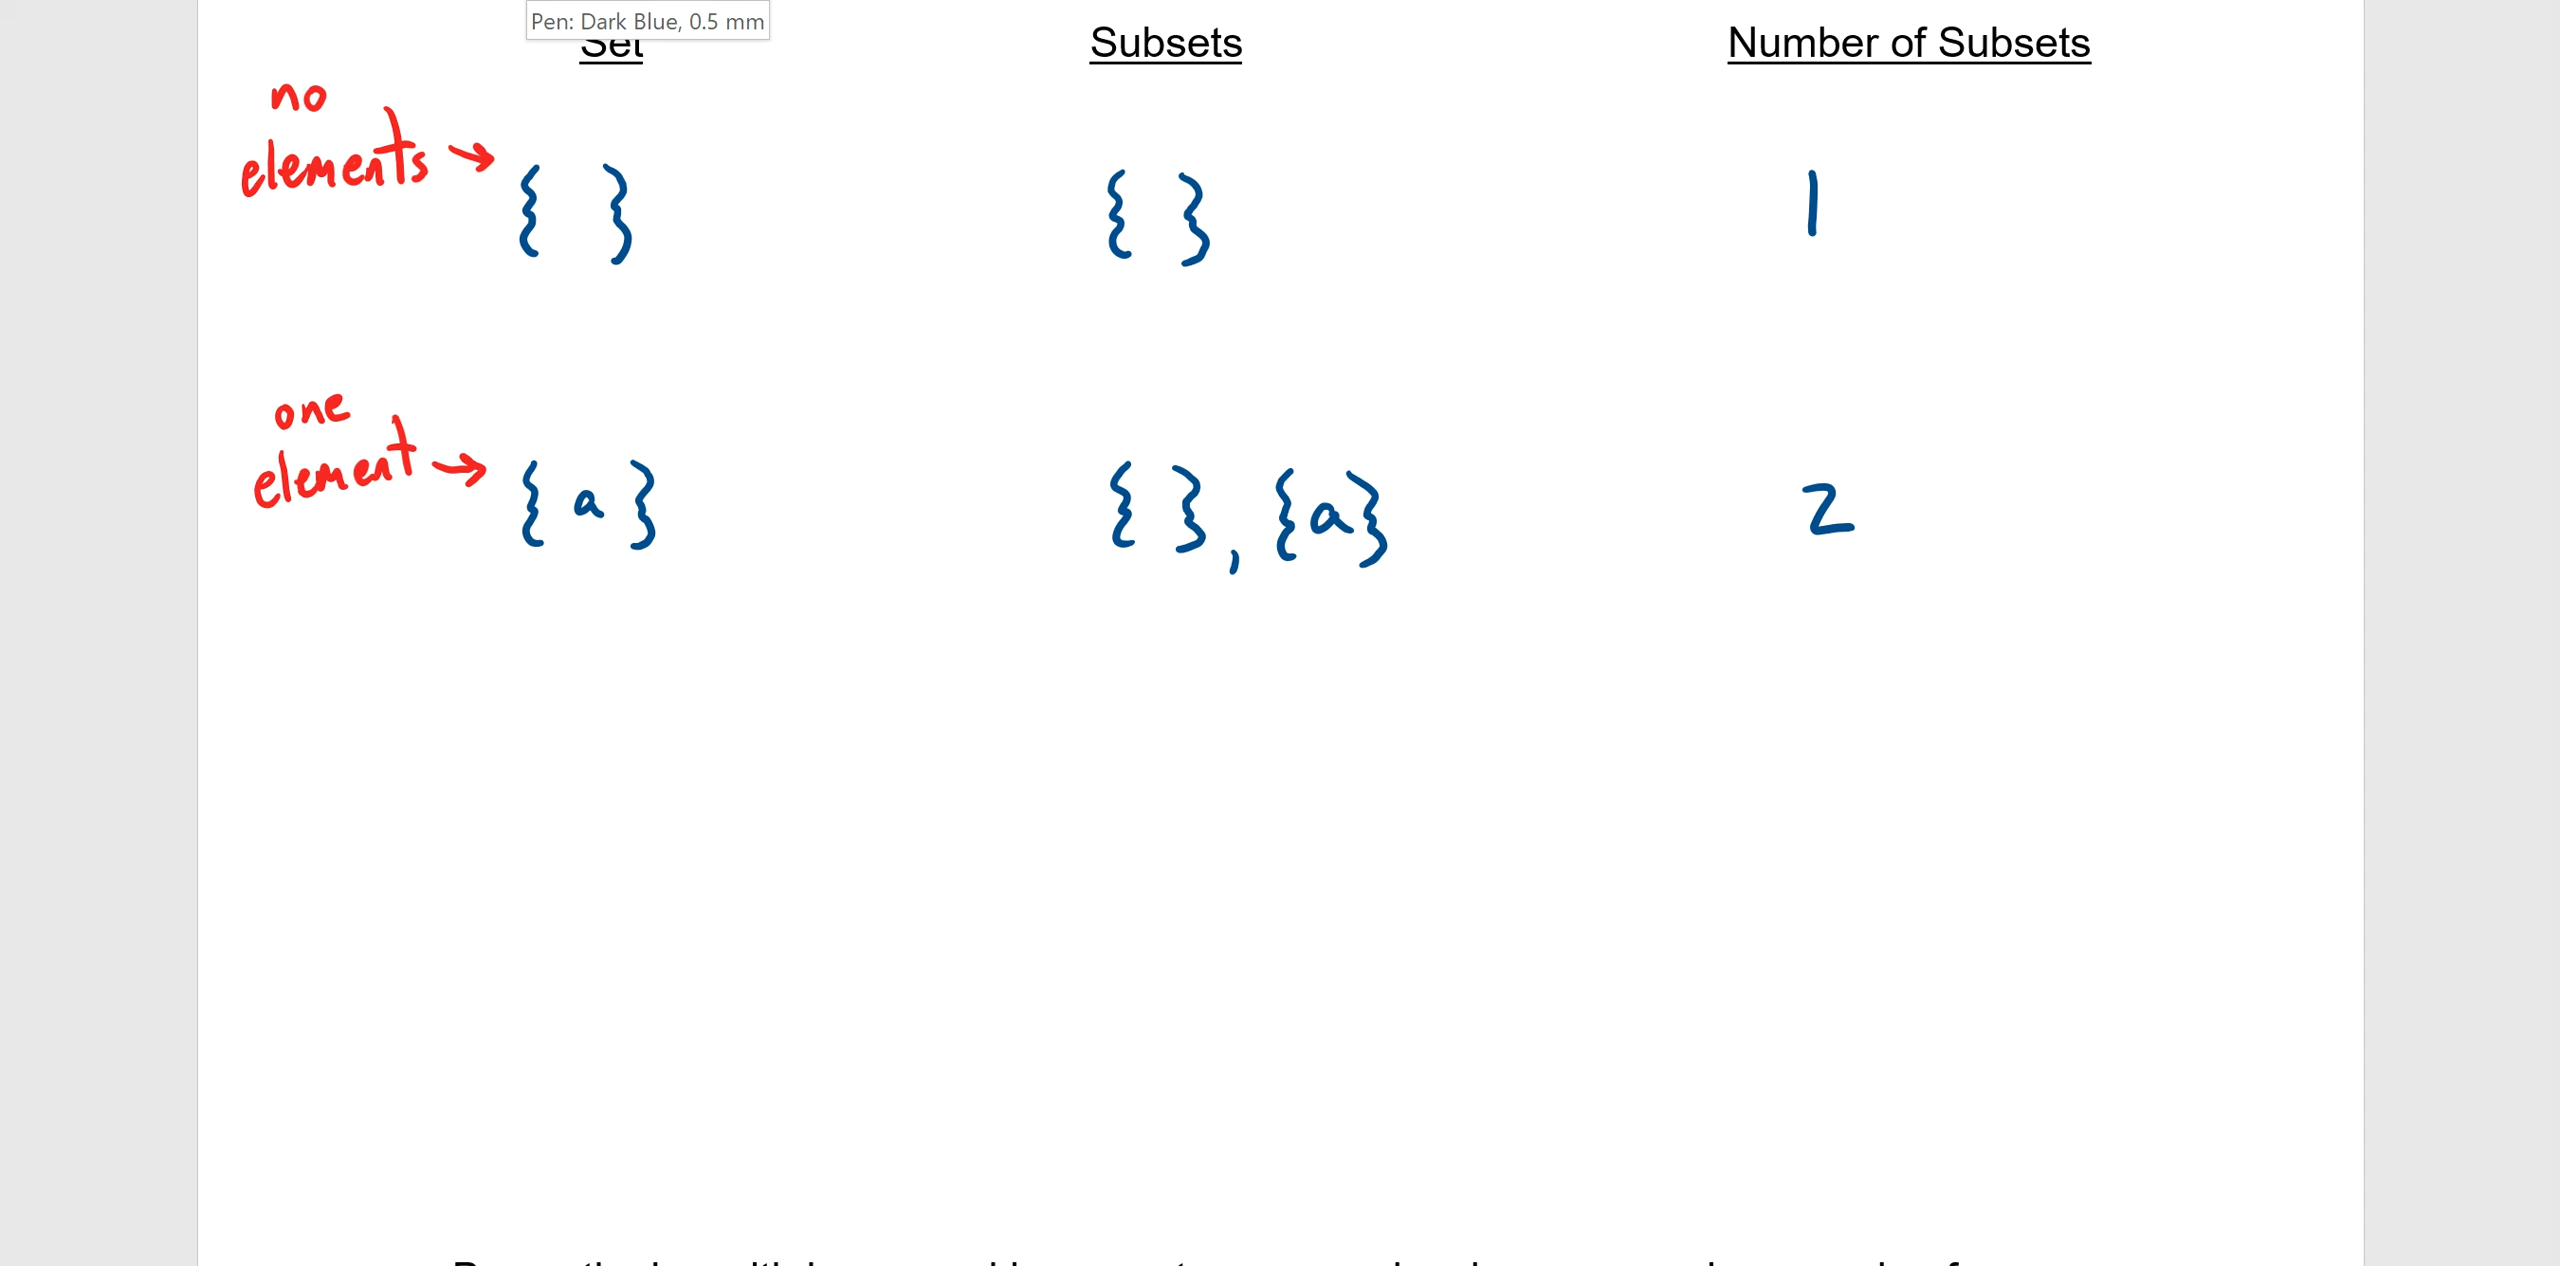 Pen: Dark Blue, 0.5 mm
Set Subsets Number of Subsets
no
elements → { } { } 1
one
element → { a } { } , {a} 2